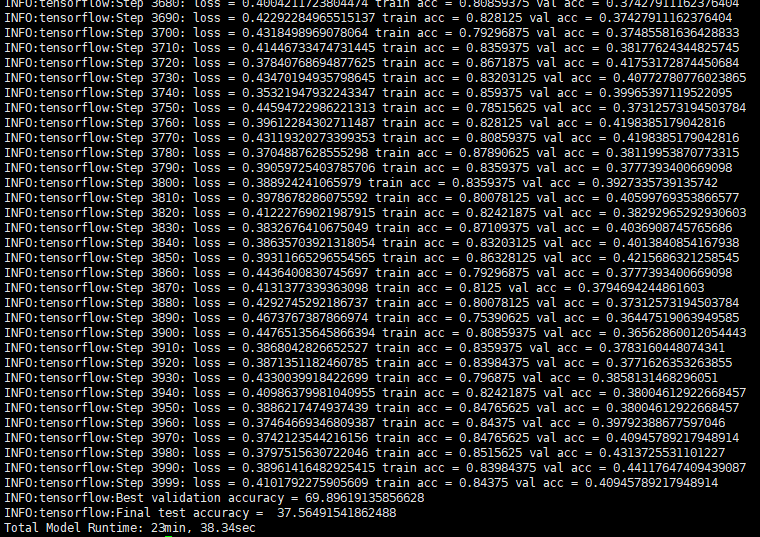 INFO:tensorflow:Step 3680: loss = 0.4004211723804474 train acc = 0.80859375 val acc = 0.37427911162376404
INFO:tensorflow:Step 3690: loss = 0.42292284965515137 train acc = 0.828125 val acc = 0.37427911162376404
INFO:tensorflow:Step 3700: loss = 0.4318499969078064 train acc = 0.79296875 val acc = 0.37485581636428833
INFO:tensorflow:Step 3710: loss = 0.41446733474731445 train acc = 0.8359375 val acc = 0.38177624344825745
INFO:tensorflow:Step 3720: loss = 0.37840768694877625 train acc = 0.8671875 val acc = 0.41753172874450684
INFO:tensorflow:Step 3730: loss = 0.43470194935798645 train acc = 0.83203125 val acc = 0.40772780776023865
INFO:tensorflow:Step 3740: loss = 0.35321947932243347 train acc = 0.859375 val acc = 0.39965397119522095
INFO:tensorflow:Step 3750: loss = 0.44594722986221313 train acc = 0.78515625 val acc = 0.37312573194503784
INFO:tensorflow:Step 3760: loss = 0.39612284302711487 train acc = 0.828125 val acc = 0.4198385179042816
INFO:tensorflow:Step 3770: loss = 0.43119320273399353 train acc = 0.80859375 val acc = 0.4198385179042816
INFO:tensorflow:Step 3780: loss = 0.3704887628555298 train acc = 0.87890625 val acc = 0.38119953870773315
INFO:tensorflow:Step 3790: loss = 0.39059725403785706 train acc = 0.8359375 val acc = 0.3777393400669098
INFO:tensorflow:Step 3800: loss = 0.388924241065979 train acc = 0.8359375 val acc = 0.3927335739135742
INFO:tensorflow:Step 3810: loss = 0.3978678286075592 train acc = 0.80078125 val acc = 0.40599769353866577
INFO:tensorflow:Step 3820: loss = 0.41222769021987915 train acc = 0.82421875 val acc = 0.38292965292930603
INFO:tensorflow:Step 3830: loss = 0.3832676410675049 train acc = 0.87109375 val acc = 0.4036908745765686
INFO:tensorflow:Step 3840: loss = 0.38635703921318054 train acc = 0.83203125 val acc = 0.4013840854167938
INFO:tensorflow:Step 3850: loss = 0.39311665296554565 train acc = 0.86328125 val acc = 0.4215686321258545
INFO:tensorflow:Step 3860: loss = 0.4436400830745697 train acc = 0.79296875 val acc = 0.3777393400669098
INFO:tensorflow:Step 3870: loss = 0.4131377339363098 train acc = 0.8125 val acc = 0.3794694244861603
INFO:tensorflow:Step 3880: loss = 0.4292745292186737 train acc = 0.80078125 val acc = 0.37312573194503784
INFO:tensorflow:Step 3890: loss = 0.4673767387866974 train acc = 0.75390625 val acc = 0.36447519063949585
INFO:tensorflow:Step 3900: loss = 0.44765135645866394 train acc = 0.80859375 val acc = 0.36562860012054443
INFO:tensorflow:Step 3910: loss = 0.3868042826652527 train acc = 0.8359375 val acc = 0.3783160448074341
INFO:tensorflow:Step 3920: loss = 0.3871351182460785 train acc = 0.83984375 val acc = 0.3771626353263855
INFO:tensorflow:Step 3930: loss = 0.4330039918422699 train acc = 0.796875 val acc = 0.3858131468296051
INFO:tensorflow:Step 3940: loss = 0.40986379981040955 train acc = 0.82421875 val acc = 0.38004612922668457
INFO:tensorflow:Step 3950: loss = 0.3886217474937439 train acc = 0.84765625 val acc = 0.38004612922668457
INFO:tensorflow:Step 3960: loss = 0.37464669346809387 train acc = 0.84375 val acc = 0.39792388677597046
INFO:tensorflow:Step 3970: loss = 0.3742123544216156 train acc = 0.84765625 val acc = 0.40945789217948914
INFO:tensorflow:Step 3980: loss = 0.3797515630722046 train acc = 0.8515625 val acc = 0.4313725531101227
INFO:tensorflow:Step 3990: loss = 0.38961416482925415 train acc = 0.83984375 val acc = 0.44117647409439087
INFO:tensorflow:Step 3999: loss = 0.4101792275905609 train acc = 0.84375 val acc = 0.40945789217948914
INFO:tensorflow:Best validation accuracy = 69.89619135856628
INFO:tensorflow:Final test accuracy =  37.56491541862488
Total Model Runtime: 23min, 38.34sec